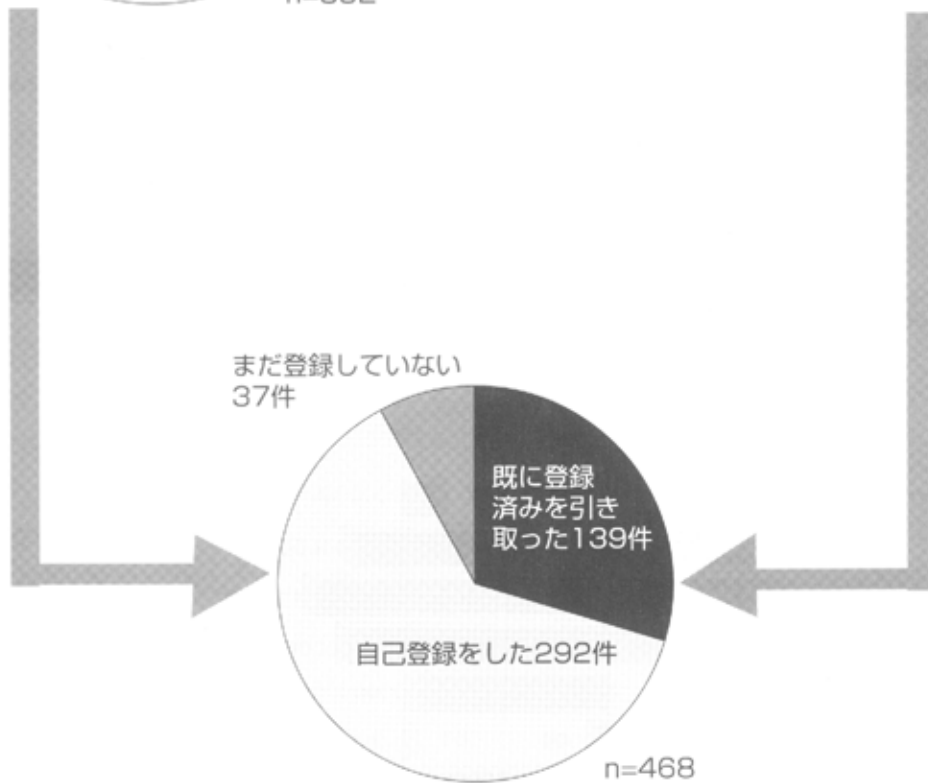 まだ登録していない
37件
既に登録
済みを引き
取った139件
自己登録をした292件
n=468